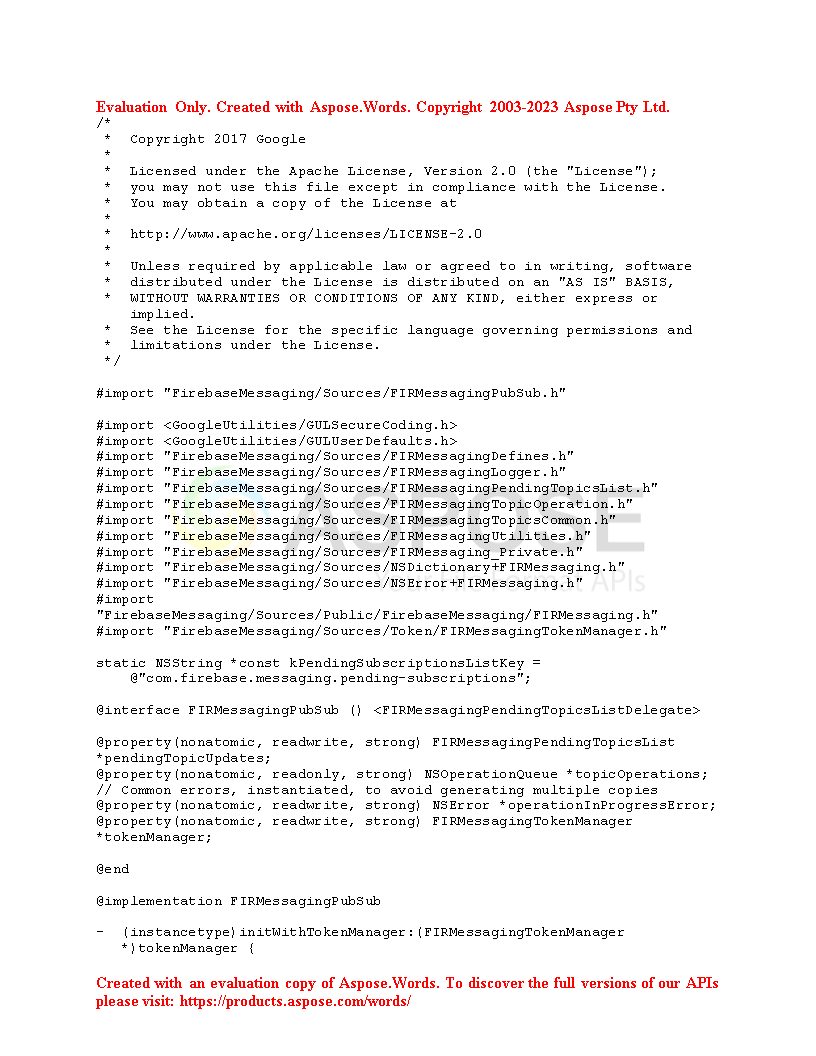 Evaluation Only. Created with Aspose.Words. Copyright 2003-2023 Aspose Pty Ltd.
/*
 *  Copyright 2017 Google
 *
 *  Licensed under the Apache License, Version 2.0 (the "License");
 *  you may not use this file except in compliance with the License.
 *  You may obtain a copy of the License at
 *
 *  http://www.apache.org/licenses/LICENSE-2.0
 *
 *  Unless required by applicable law or agreed to in writing, software
 *  distributed under the License is distributed on an "AS IS" BASIS,
 *  WITHOUT WARRANTIES OR CONDITIONS OF ANY KIND, either express or
    implied.
 *  See the License for the specific language governing permissions and
 *  limitations under the License.
 */

#import "FirebaseMessaging/Sources/FIRMessagingPubSub.h"

#import <GoogleUtilities/GULSecureCoding.h>
#import <GoogleUtilities/GULUserDefaults.h>
#import "FirebaseMessaging/Sources/FIRMessagingDefines.h"
#import "FirebaseMessaging/Sources/FIRMessagingLogger.h"
#import "FirebaseMessaging/Sources/FIRMessagingPendingTopicsList.h"
#import "FirebaseMessaging/Sources/FIRMessagingTopicOperation.h"
#import "FirebaseMessaging/Sources/FIRMessagingTopicsCommon.h"
#import "FirebaseMessaging/Sources/FIRMessagingUtilities.h"
#import "FirebaseMessaging/Sources/FIRMessaging_Private.h"
#import "FirebaseMessaging/Sources/NSDictionary+FIRMessaging.h"
#import "FirebaseMessaging/Sources/NSError+FIRMessaging.h"
#import
"FirebaseMessaging/Sources/Public/FirebaseMessaging/FIRMessaging.h"
#import "FirebaseMessaging/Sources/Token/FIRMessagingTokenManager.h"

static NSString *const kPendingSubscriptionsListKey =
    @"com.firebase.messaging.pending-subscriptions";

@interface FIRMessagingPubSub () <FIRMessagingPendingTopicsListDelegate>

@property(nonatomic, readwrite, strong) FIRMessagingPendingTopicsList
*pendingTopicUpdates;
@property(nonatomic, readonly, strong) NSOperationQueue *topicOperations;
// Common errors, instantiated, to avoid generating multiple copies
@property(nonatomic, readwrite, strong) NSError *operationInProgressError;
@property(nonatomic, readwrite, strong) FIRMessagingTokenManager
*tokenManager;

@end

@implementation FIRMessagingPubSub

- (instancetype)initWithTokenManager:(FIRMessagingTokenManager
   *)tokenManager {

Created with an evaluation copy of Aspose.Words. To discover the full versions of our APIs
please visit: https://products.aspose.com/words/
ASPOSE
APIs